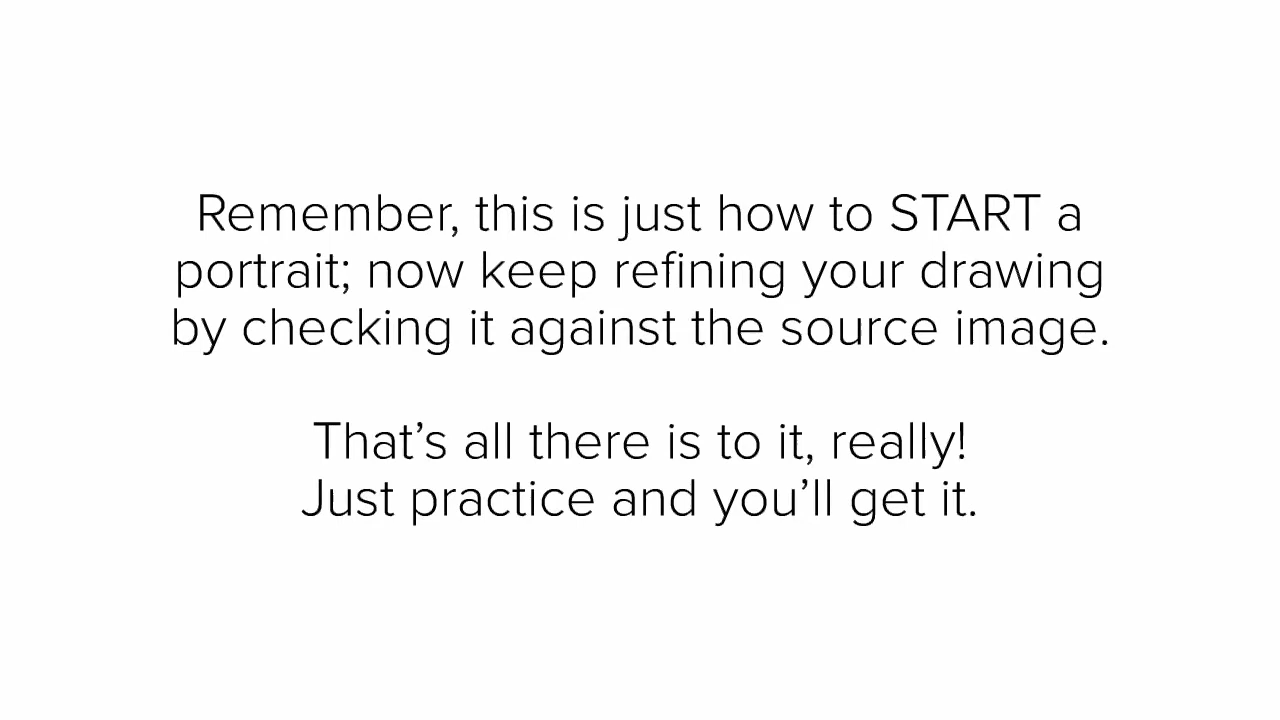 Remember, this is just how to START a
portrait; now keep refining your drawing
by checking it against the source image.
That’s all there is to it, really!
Just practice and you’ll get it.